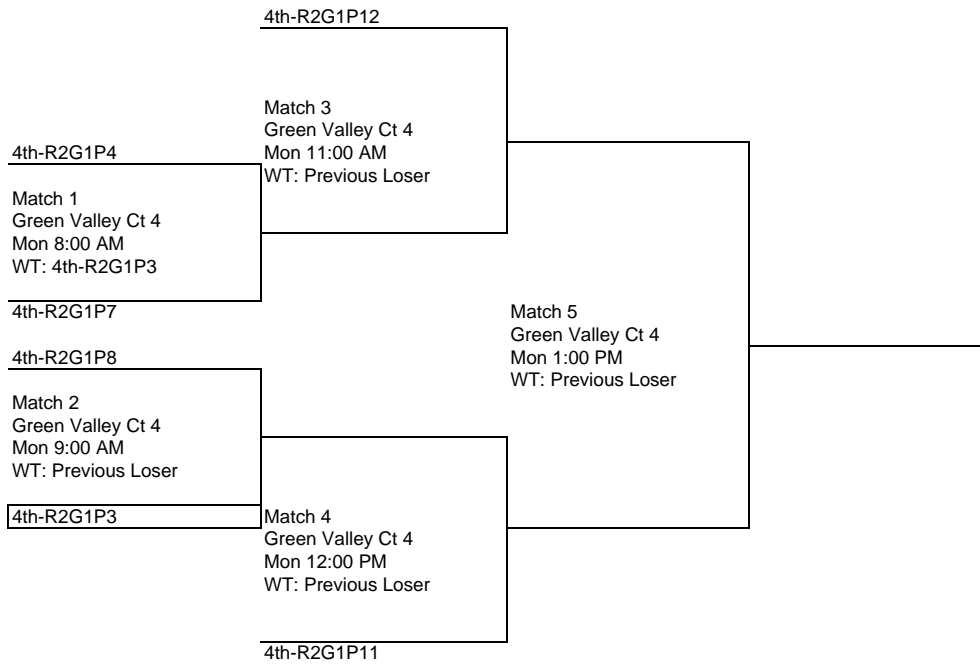 4th-R2G1P12
Match 3
Green Valley Ct 4
Mon 11:00 AM
WT: Previous Loser
4th-R2G1P4
Match 1
Green Valley Ct 4
Mon 8:00 AM
WT: 4th-R2G1P3
4th-R2G1P7
Match 5
Green Valley Ct 4
Mon 1:00 PM
WT: Previous Loser
4th-R2G1P8
Match 2
Green Valley Ct 4
Mon 9:00 AM
WT: Previous Loser
4th-R2G1P3
Match 4
Green Valley Ct 4
Mon 12:00 PM
WT: Previous Loser
4th-R2G1P11